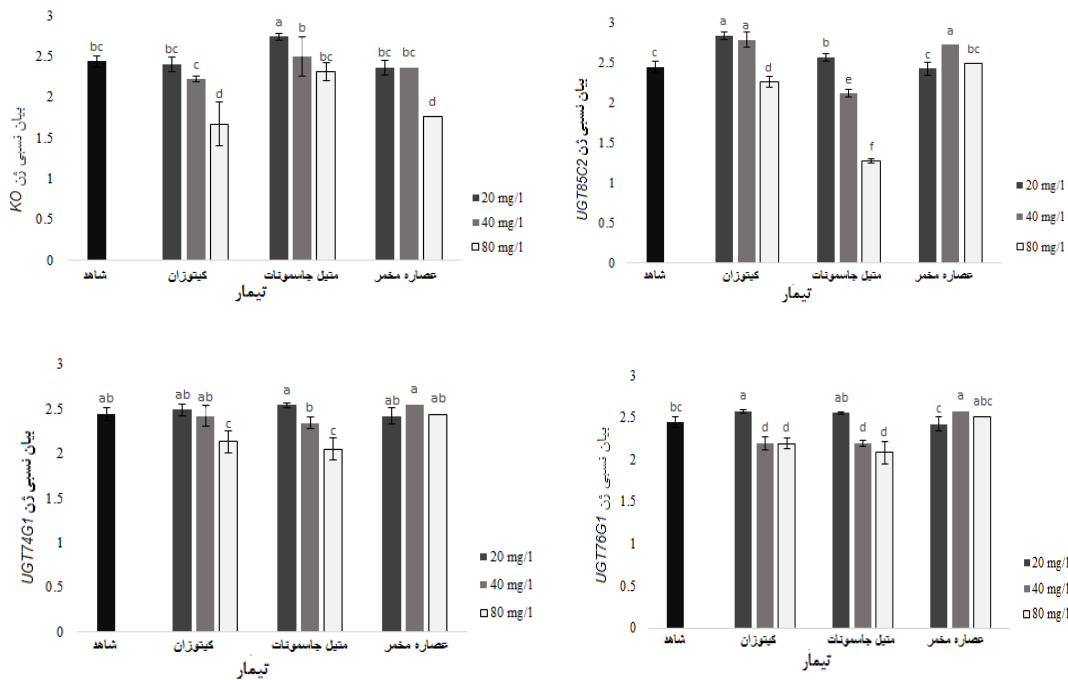 بیان نسبی ژن KO
3
2.5
2
1.5
1
0.5
0
bc
bc
c
d
a
b
bc
bc
bc
d
20 mg/l
40 mg/l
80 mg/l
شاهد
کیتوزان
متیل جاسمونات
عصاره مخمر
تیمار
بیان نسبی ژن UGT85C2
3
2.5
2
1.5
1
0.5
0
c
a
a
d
b
e
f
c
a
bc
20 mg/l
40 mg/l
80 mg/l
شاهد
کیتوزان
متیل جاسمونات
عصاره مخمر
تیمار
بیان نسبی ژن UGT74G1
3
2.5
2
1.5
1
0.5
0
ab
ab
ab
c
a
b
c
ab
a
ab
20 mg/l
40 mg/l
80 mg/l
شاهد
کیتوزان
متیل جاسمونات
عصاره مخمر
تیمار
بیان نسبی ژن UGT76G1
3
2.5
2
1.5
1
0.5
0
bc
a
d
d
ab
d
d
c
a
abc
20 mg/l
40 mg/l
80 mg/l
شاهد
کیتوزان
متیل جاسمونات
عصاره مخمر
تیمار